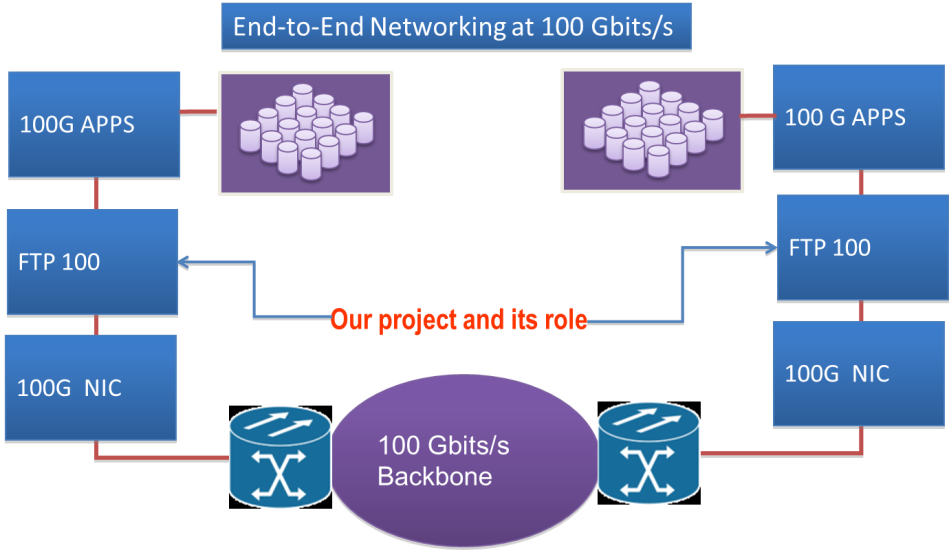 End-to-End Networking at 100 Gbits/s
100G APPS
100 G APPS
FTP 100
FTP 100
Our project and its role
100G NIC
100G NIC
100 Gbits/s
Backbone